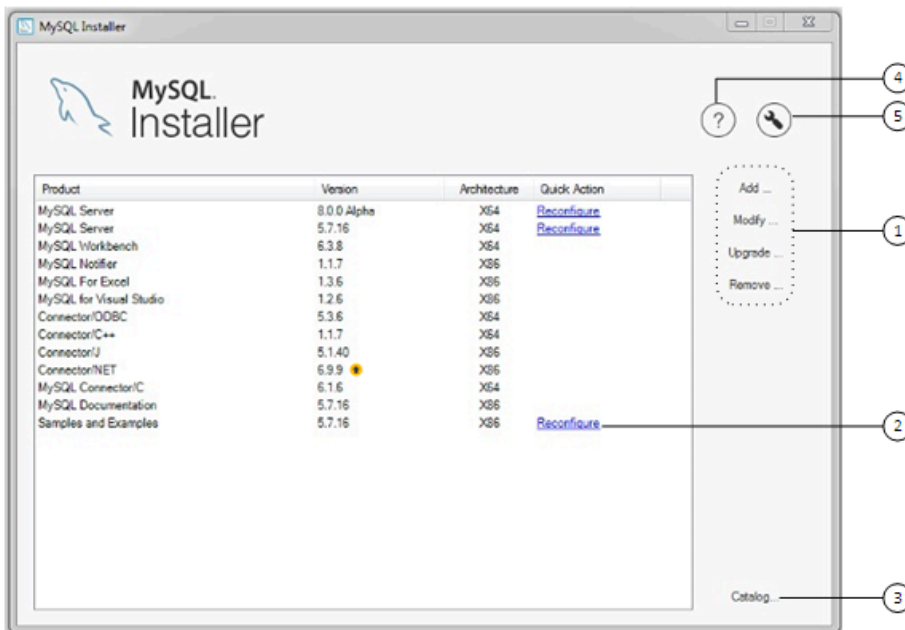 MySQL Installer
MySQL.
Installer
?
4
5
Product Version Architecture Quick Action
MySQL Server 8.0.0 Alpha X64 Reconfigure
MySQL Server 5.7.16 X64 Reconfigure
MySQL Workbench 6.3.8 X64
MySQL Notifier 1.1.7 X86
MySQL For Excel 1.3.6 X86
MySQL for Visual Studio 1.2.6 X86
Connector/ODBC 5.3.6 X64
Connector/C++ 1.1.7 X64
Connector/J 5.1.40 X86
Connector/NET 6.9.9 X86
MySQL Connector/C 6.1.6 X64
MySQL Documentation 5.7.16 X86
Samples and Examples 5.7.16 X86 Reconfigure
Add ...
Modify ...
Upgrade ...
Remove ...
1
2
Catalog...
3